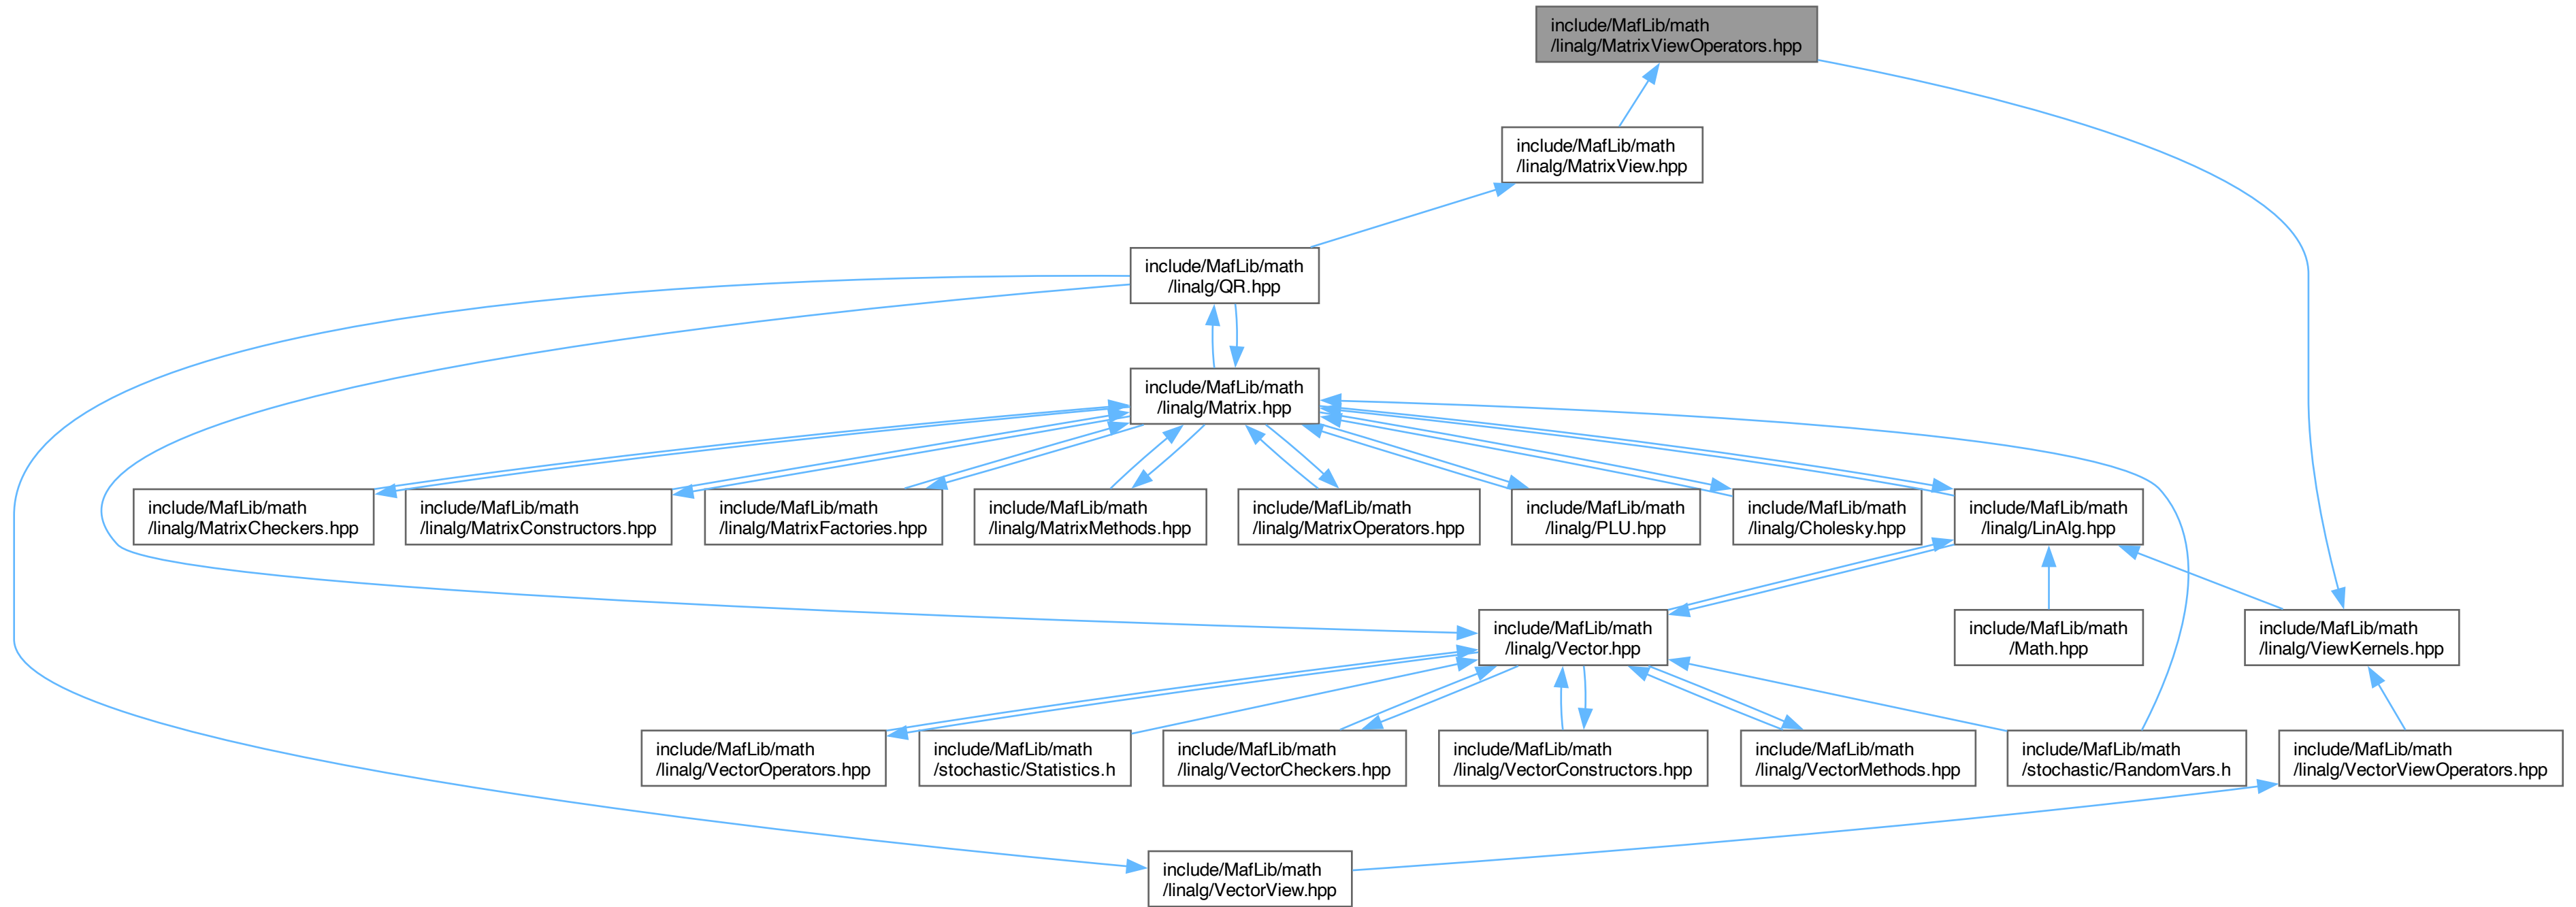 include/MafLib/math
/linalg/MatrixViewOperators.hpp
include/MafLib/math
/linalg/MatrixView.hpp
include/MafLib/math
/linalg/QR.hpp
include/MafLib/math
/linalg/Matrix.hpp
include/MafLib/math
/linalg/MatrixCheckers.hpp
include/MafLib/math
/linalg/MatrixConstructors.hpp
include/MafLib/math
/linalg/MatrixFactories.hpp
include/MafLib/math
/linalg/MatrixMethods.hpp
include/MafLib/math
/linalg/MatrixOperators.hpp
include/MafLib/math
/linalg/PLU.hpp
include/MafLib/math
/linalg/Cholesky.hpp
include/MafLib/math
/linalg/LinAlg.hpp
include/MafLib/math
/linalg/Vector.hpp
include/MafLib/math
/Math.hpp
include/MafLib/math
/linalg/ViewKernels.hpp
include/MafLib/math
/linalg/VectorOperators.hpp
include/MafLib/math
/stochastic/Statistics.h
include/MafLib/math
/linalg/VectorCheckers.hpp
include/MafLib/math
/linalg/VectorConstructors.hpp
include/MafLib/math
/linalg/VectorMethods.hpp
include/MafLib/math
/stochastic/RandomVars.h
include/MafLib/math
/linalg/VectorViewOperators.hpp
include/MafLib/math
/linalg/VectorView.hpp